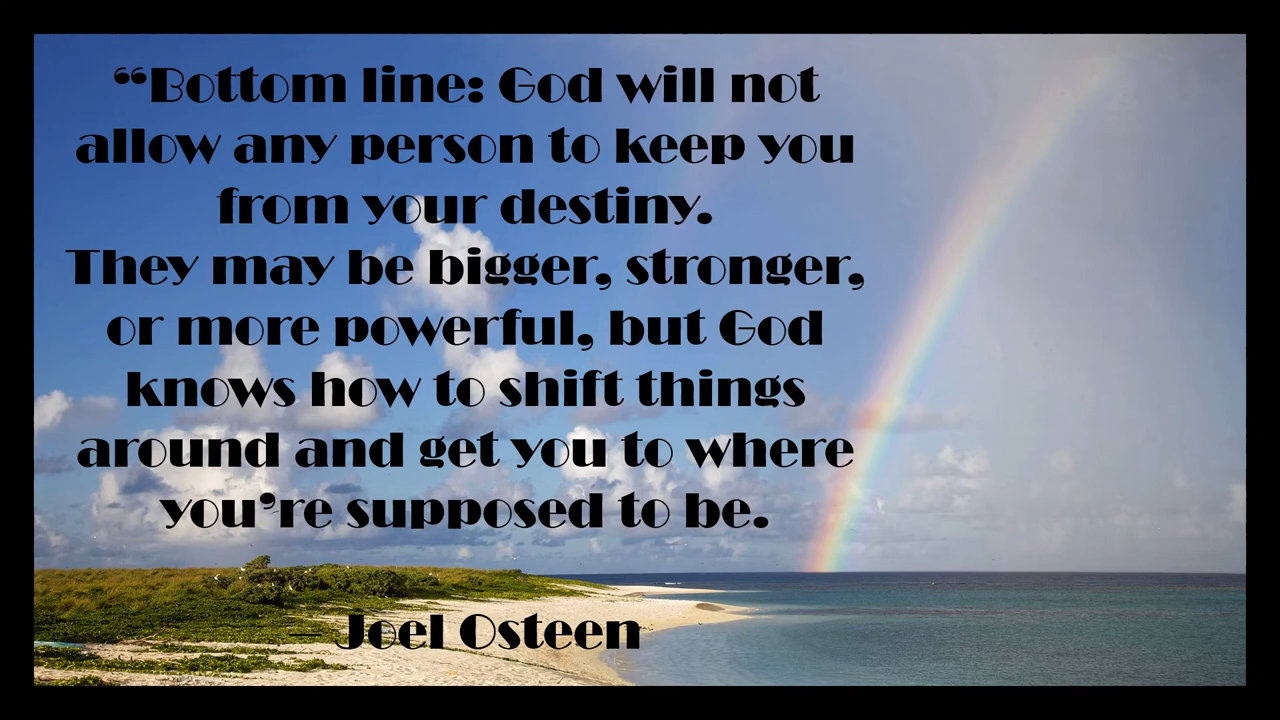 “Bottom line: God will not
allow any person to keep you
from your destiny.
They may be bigger, stronger,
or more powerful, but God
knows how to shift things
around and get you to where
you’re supposed to be.
— Joel Osteen